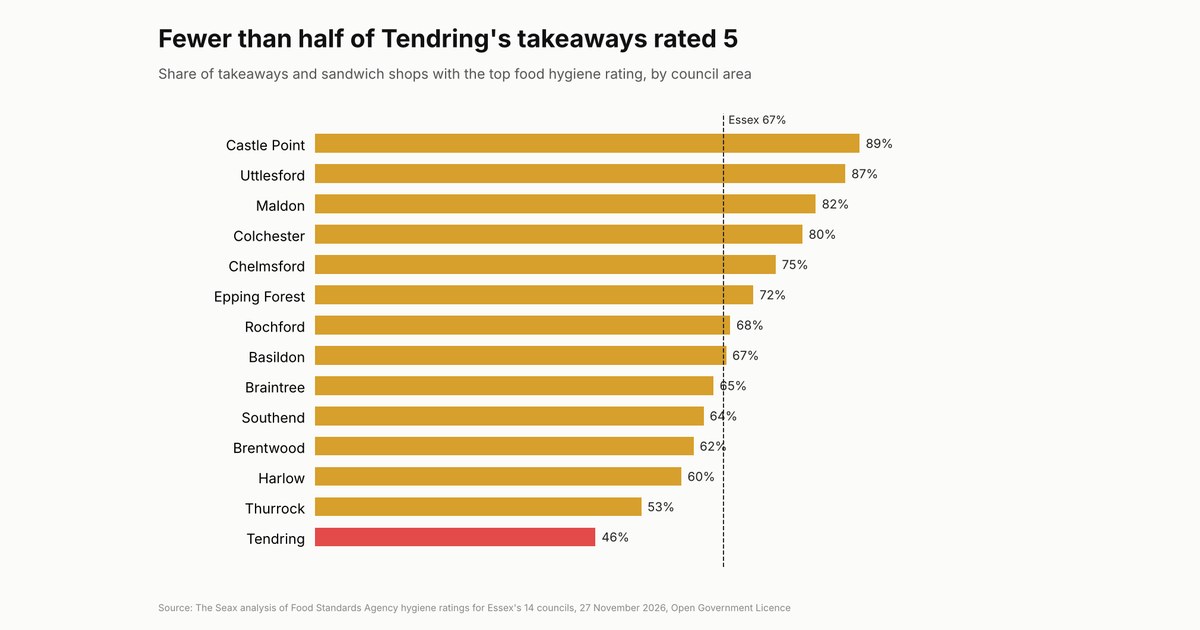 Fewer than half of Tendring's takeaways rated 5
Share of takeaways and sandwich shops with the top food hygiene rating, by council area
Essex 67%
Castle Point 89%
Uttlesford 87%
Maldon 82%
Colchester 80%
Chelmsford 75%
Epping Forest 72%
Rochford 68%
Basildon 67%
Braintree 65%
Southend 64%
Brentwood 62%
Harlow 60%
Thurrock 53%
Tendring 46%
Source: The Seax analysis of Food Standards Agency hygiene ratings for Essex's 14 councils, 27 November 2026, Open Government Licence